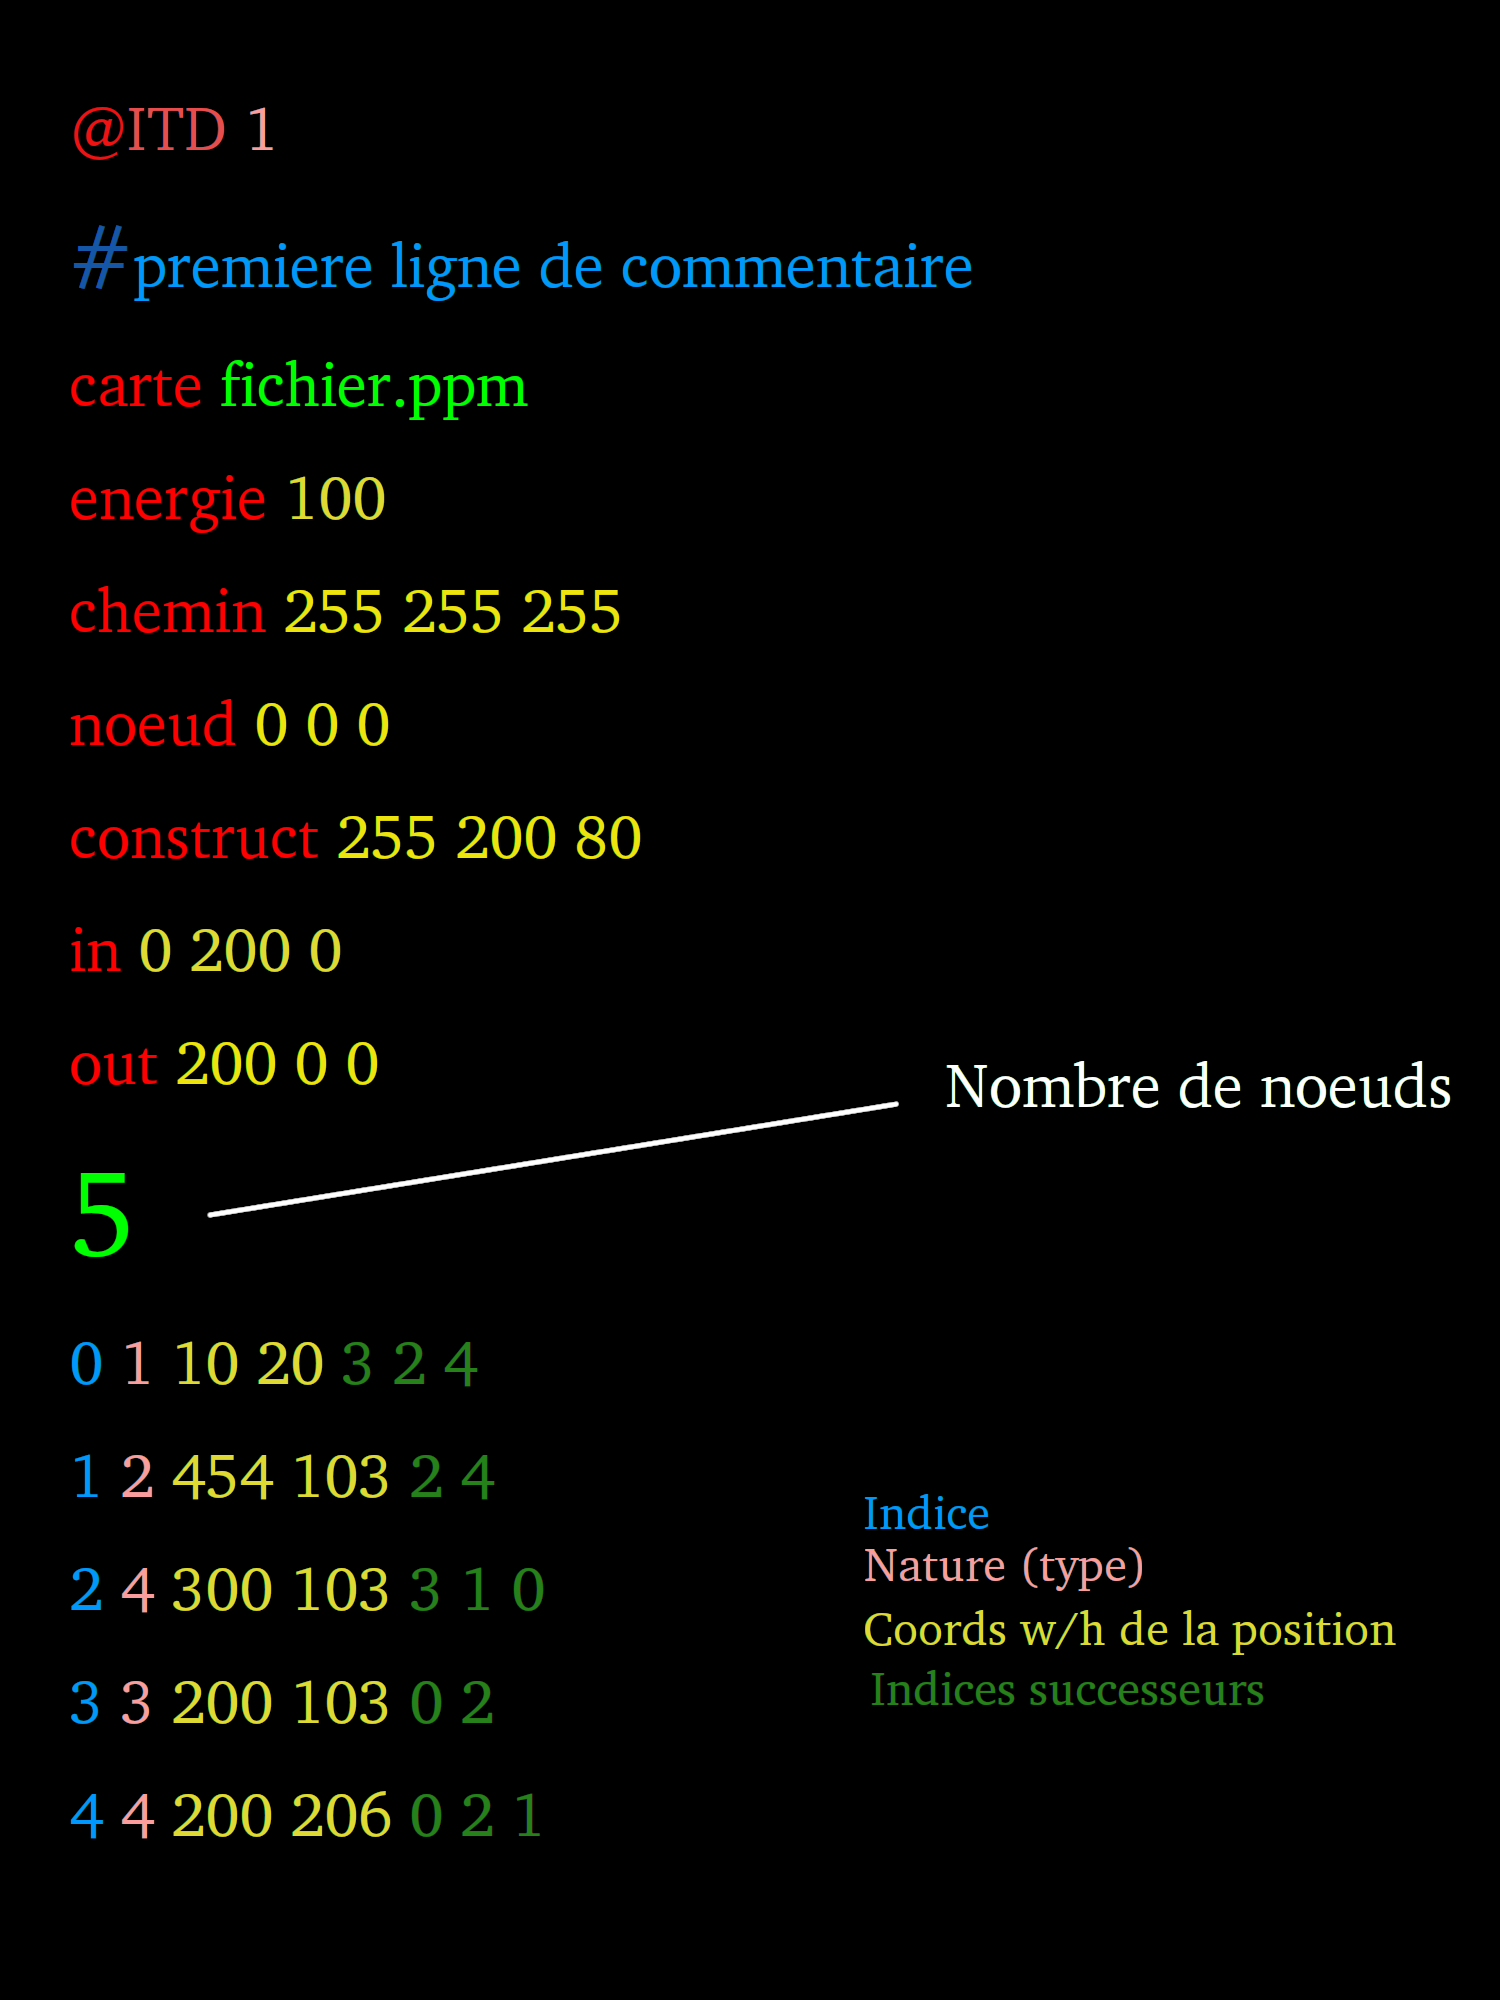 @ITD 1
#premiere ligne de commentaire
carte fichier.ppm
energie 100
chemin 255 255 255
noeud 0 0 0
construct 255 200 80
in 0 200 0
out 200 0 0
Nombre de noeuds
5
0 1 10 20 3 2 4
1 2 454 103 2 4
2 4 300 103 3 1 0
3 3 200 103 0 2
4 4 200 206 0 2 1
Indice
Nature (type)
Coords w/h de la position
Indices successeurs